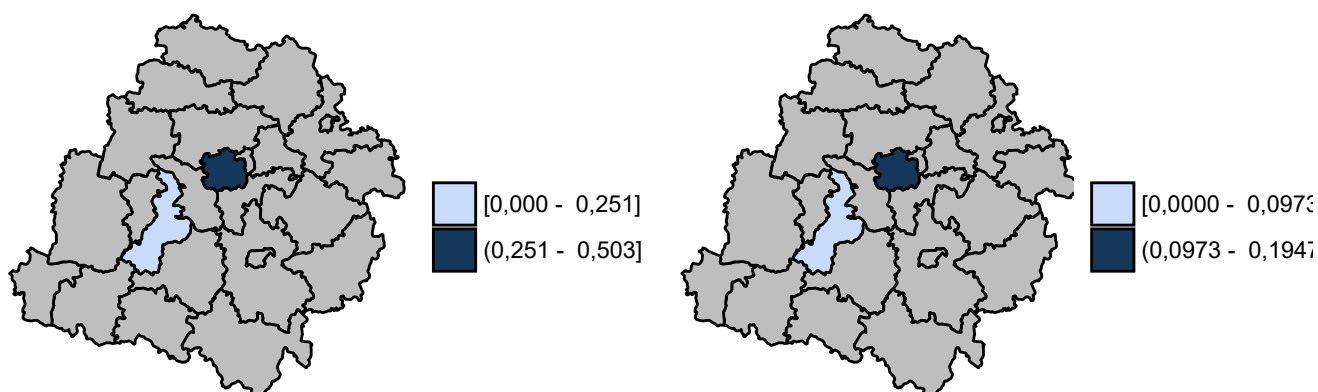 [0,000 - 0,251]
(0,251 - 0,503]
[0,0000 - 0,0973
(0,0973 - 0,1947